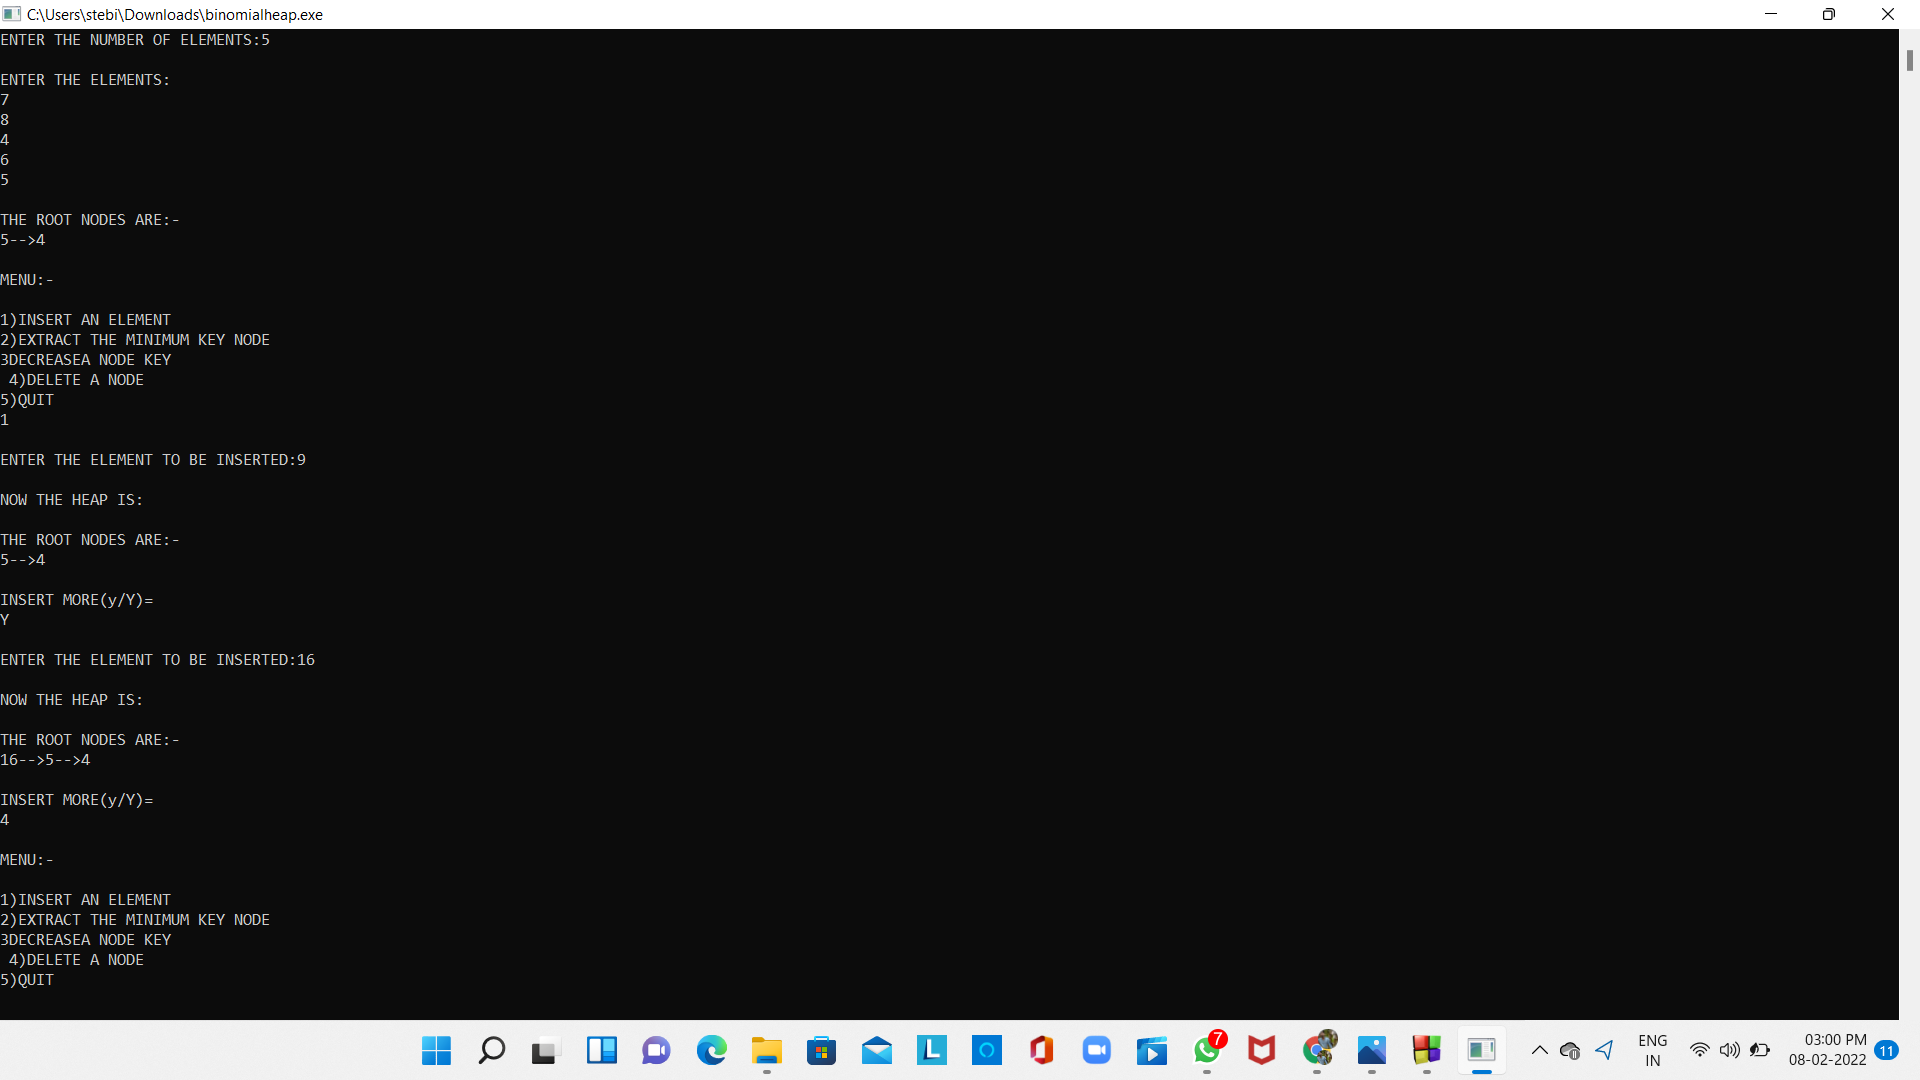 C:\Users\stebi\Downloads\binomialheap.exe
ENTER THE NUMBER OF ELEMENTS:5
ENTER THE ELEMENTS:
7
8
4
6
5
THE ROOT NODES ARE:-
5-->4
MENU:-
1)INSERT AN ELEMENT
2)EXTRACT THE MINIMUM KEY NODE
3DECREASEA NODE KEY
 4)DELETE A NODE
5)QUIT
1
ENTER THE ELEMENT TO BE INSERTED:9
NOW THE HEAP IS:
THE ROOT NODES ARE:-
5-->4
INSERT MORE(y/Y)=
Y
ENTER THE ELEMENT TO BE INSERTED:16
NOW THE HEAP IS:
THE ROOT NODES ARE:-
16-->5-->4
INSERT MORE(y/Y)=
4
MENU:-
1)INSERT AN ELEMENT
2)EXTRACT THE MINIMUM KEY NODE
3DECREASEA NODE KEY
 4)DELETE A NODE
5)QUIT
L
7
ENG
IN
03:00 PM
08-02-2022
11